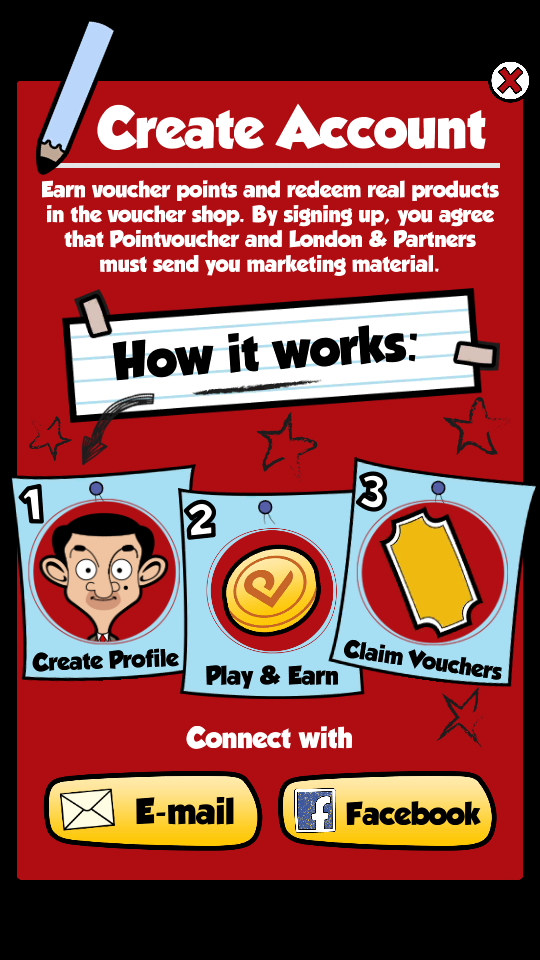 Create Account
Earn voucher points and redeem real products
in the voucher shop. By signing up, you agree
that Pointvoucher and London & Partners
must send you marketing material.
How it works:
1
2
3
Create Profile
Play & Earn
Claim Vouchers
Connect with
E-mail
Facebook